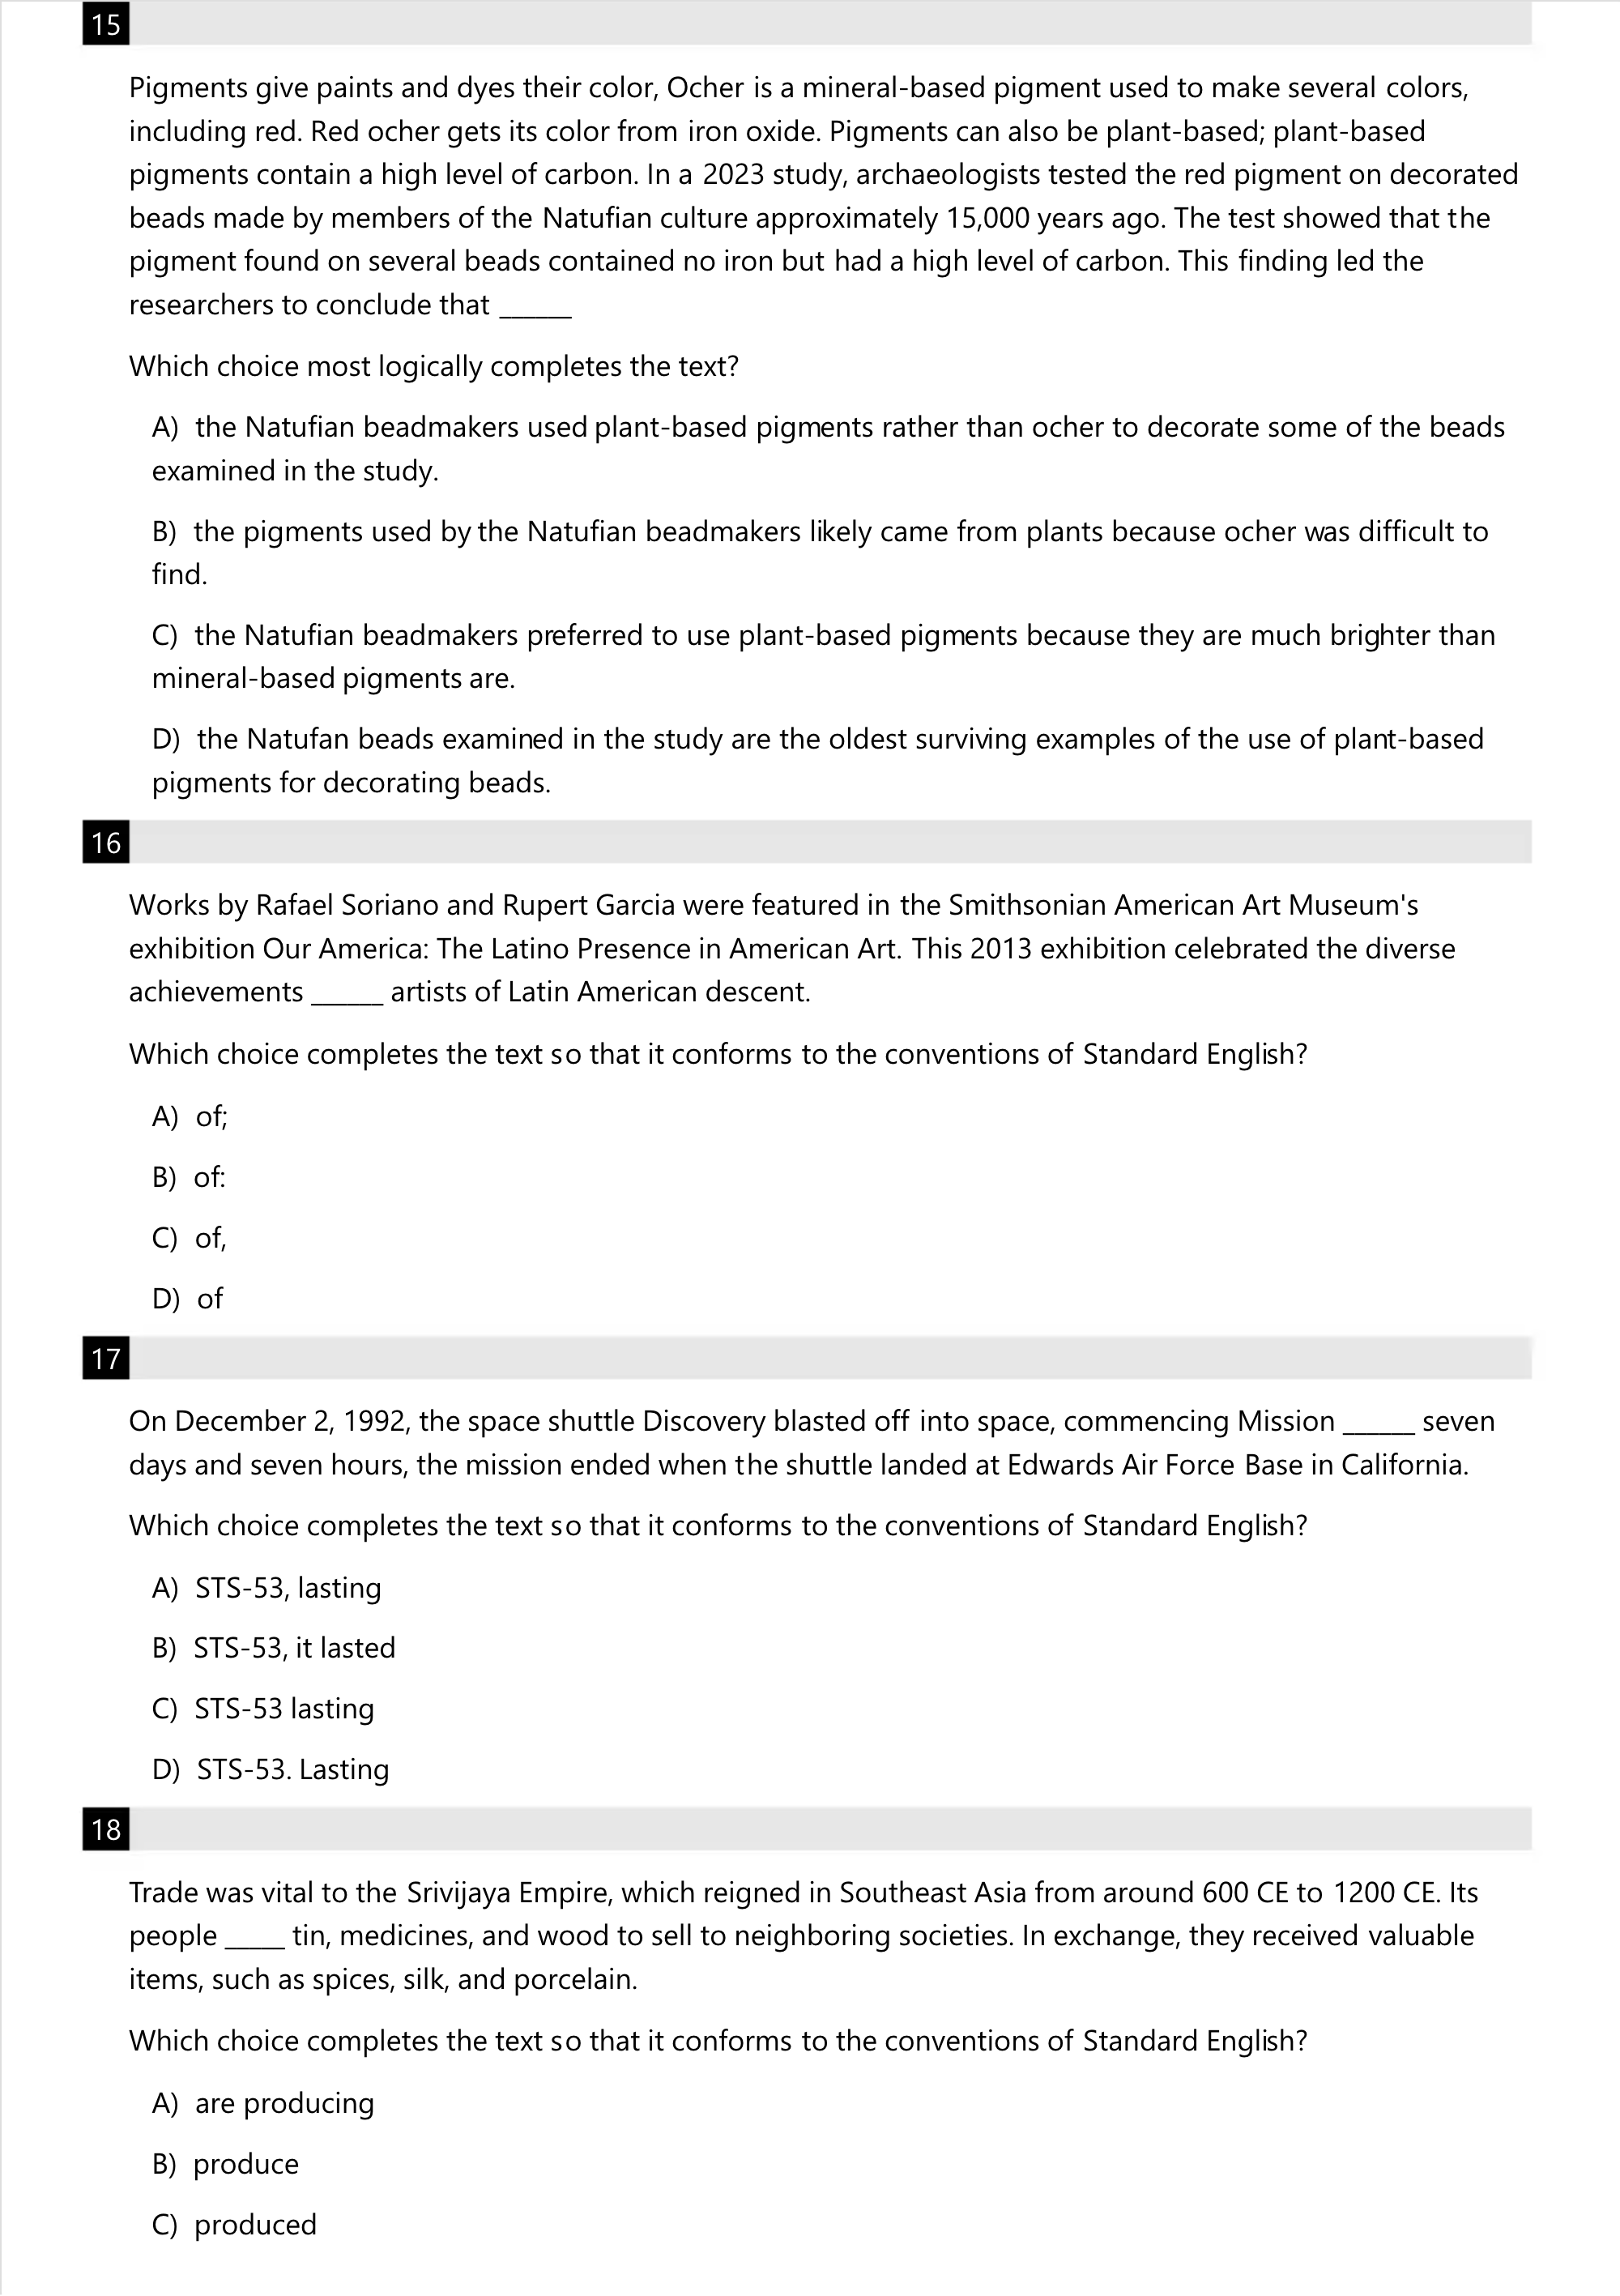 15
Pigments give paints and dyes their color, Ocher is a mineral-based pigment used to make several colors,
including red. Red ocher gets its color from iron oxide. Pigments can also be plant-based; plant-based
pigments contain a high level of carbon. In a 2023 study, archaeologists tested the red pigment on decorated
beads made by members of the Natufian culture approximately 15,000 years ago. The test showed that the
pigment found on several beads contained no iron but had a high level of carbon. This finding led the
researchers to conclude that ______
Which choice most logically completes the text?
A) the Natufian beadmakers used plant-based pigments rather than ocher to decorate some of the beads
examined in the study.
B) the pigments used by the Natufian beadmakers likely came from plants because ocher was difficult to
find.
C) the Natufian beadmakers preferred to use plant-based pigments because they are much brighter than
mineral-based pigments are.
D) the Natufan beads examined in the study are the oldest surviving examples of the use of plant-based
pigments for decorating beads.
16
Works by Rafael Soriano and Rupert Garcia were featured in the Smithsonian American Art Museum's
exhibition Our America: The Latino Presence in American Art. This 2013 exhibition celebrated the diverse
achievements ______ artists of Latin American descent.
Which choice completes the text so that it conforms to the conventions of Standard English?
A) of;
B) of:
C) of,
D) of
17
On December 2, 1992, the space shuttle Discovery blasted off into space, commencing Mission ______ seven
days and seven hours, the mission ended when the shuttle landed at Edwards Air Force Base in California.
Which choice completes the text so that it conforms to the conventions of Standard English?
A) STS-53, lasting
B) STS-53, it lasted
C) STS-53 lasting
D) STS-53. Lasting
18
Trade was vital to the Srivijaya Empire, which reigned in Southeast Asia from around 600 CE to 1200 CE. Its
people _____ tin, medicines, and wood to sell to neighboring societies. In exchange, they received valuable
items, such as spices, silk, and porcelain.
Which choice completes the text so that it conforms to the conventions of Standard English?
A) are producing
B) produce
C) produced